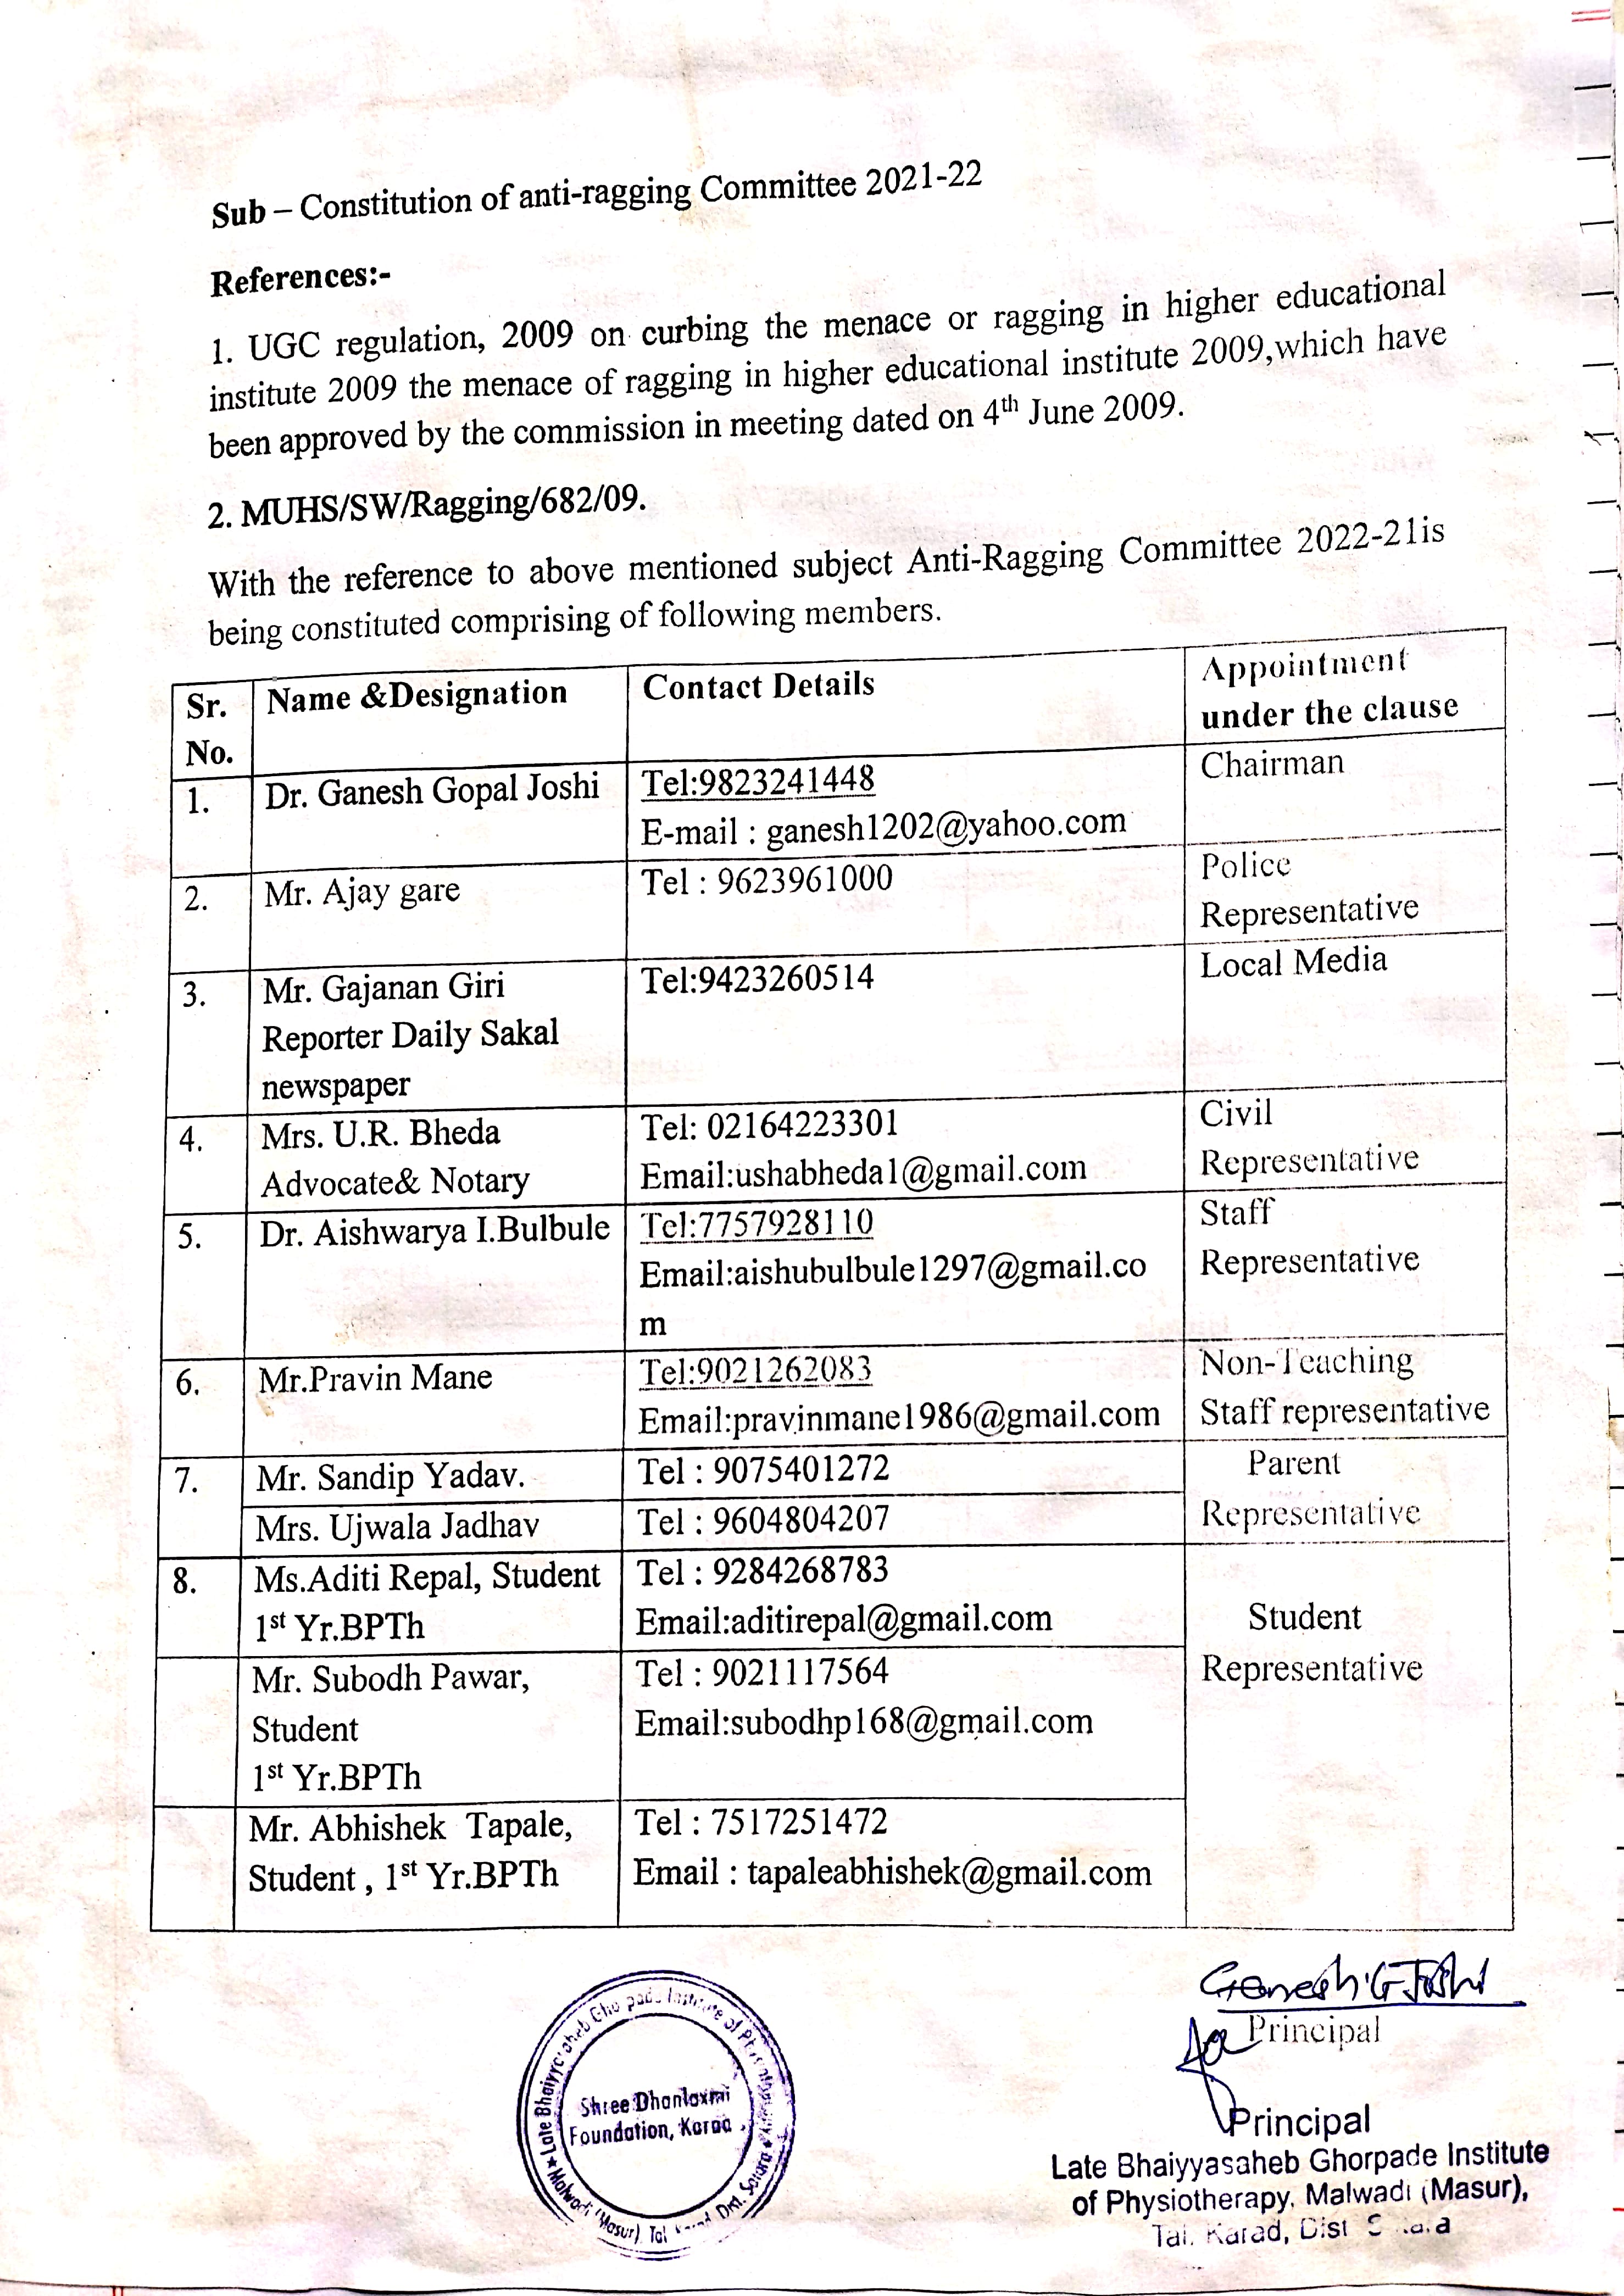 Sub – Constitution of anti-ragging Committee 2021-22
References:-
1. UGC regulation, 2009 on curbing the menace or ragging in higher educational
institute 2009 the menace of ragging in higher educational institute 2009,which have
been approved by the commission in meeting dated on 4th June 2009.
2. MUHS/SW/Ragging/682/09.
With the reference to above mentioned subject Anti-Ragging Committee 2022-21is
being constituted comprising of following members.
Sr. No. Name &Designation Contact Details Appointment under the clause
1. Dr. Ganesh Gopal Joshi Tel:9823241448 Chairman
E-mail : ganesh1202@yahoo.com
2. Mr. Ajay gare Tel : 9623961000 Police
Representative
3. Mr. Gajanan Giri Tel:9423260514 Local Media
Reporter Daily Sakal
newspaper
4. Mrs. U.R. Bheda Tel: 02164223301 Civil
Advocate& Notary Email:ushabheda1@gmail.com Representative
5. Dr. Aishwarya I.Bulbule Tel:7757928110 Staff
Email:aishubulbule1297@gmail.co Representative
m
6. Mr.Pravin Mane Tel:9021262083 Non-Teaching
Email:pravinmane1986@gmail.com Staff representative
7. Mr. Sandip Yadav. Tel : 9075401272 Parent
Mrs. Ujwala Jadhav Tel : 9604804207 Representative
8. Ms.Aditi Repal, Student Tel : 9284268783
1st Yr.BPTh Email:aditirepal@gmail.com Student
Mr. Subodh Pawar, Tel : 9021117564 Representative
Student Email:subodhp168@gmail.com
1st Yr.BPTh
Mr. Abhishek Tapale, Tel : 7517251472
Student , 1st Yr.BPTh Email : tapaleabhishek@gmail.com
Ganesh G Joshi
Principal
Late Bhaiyyasaheb Ghorpade Institute of Physiotherapy
Shree Dhanlaxmi
Foundation, Karad
Malwadi (Masur) Tal. Karad Dist. Satara
Principal
Late Bhaiyyasaheb Ghorpade Institute
of Physiotherapy, Malwadi (Masur),
Tal. Karad, Dist Satara